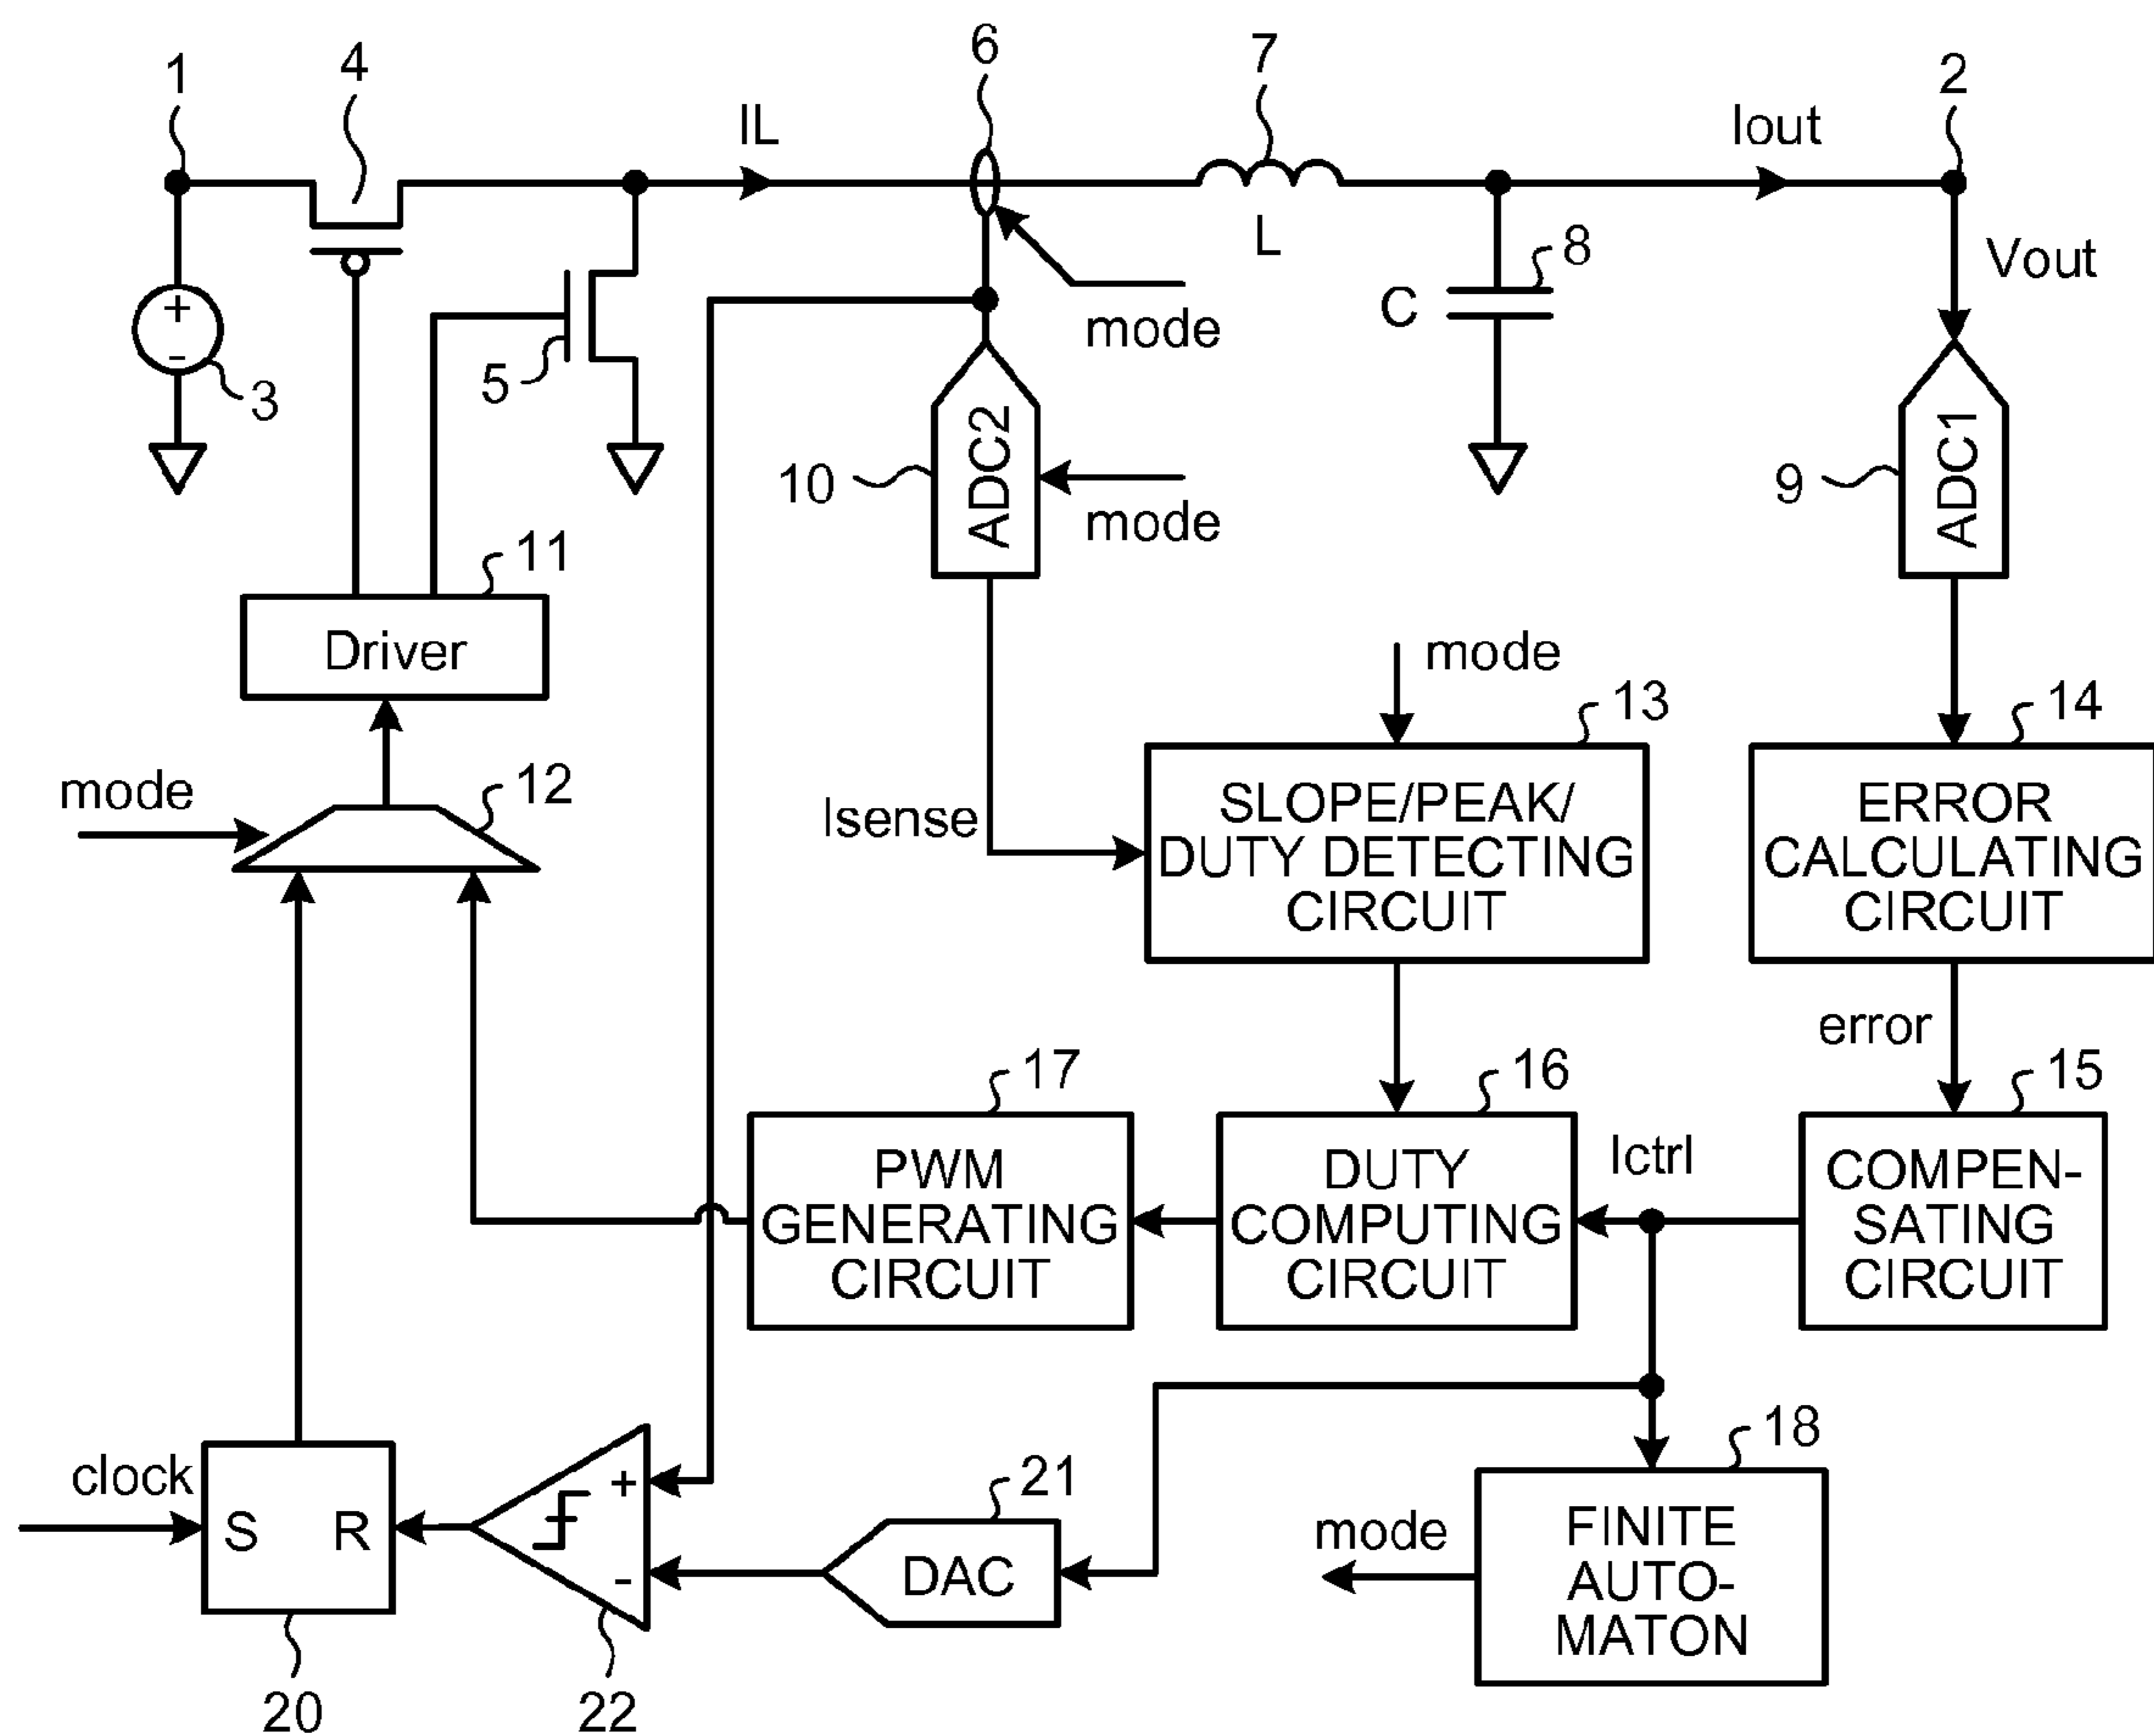 6
7
1
4
2
IL
Iout
+
-
3
5
L
C
8
Vout
mode
ADC2
10
mode
ADC1
9
11
Driver
mode
13
14
mode
12
Isense
SLOPE/PEAK/
DUTY DETECTING
CIRCUIT
ERROR
CALCULATING
CIRCUIT
error
17
16
15
PWM
GENERATING
CIRCUIT
DUTY
COMPUTING
CIRCUIT
Ictrl
COMPEN-
SATING
CIRCUIT
clock
S R
+
-
21
DAC
18
mode
FINITE
AUTO-
MATON
20
22